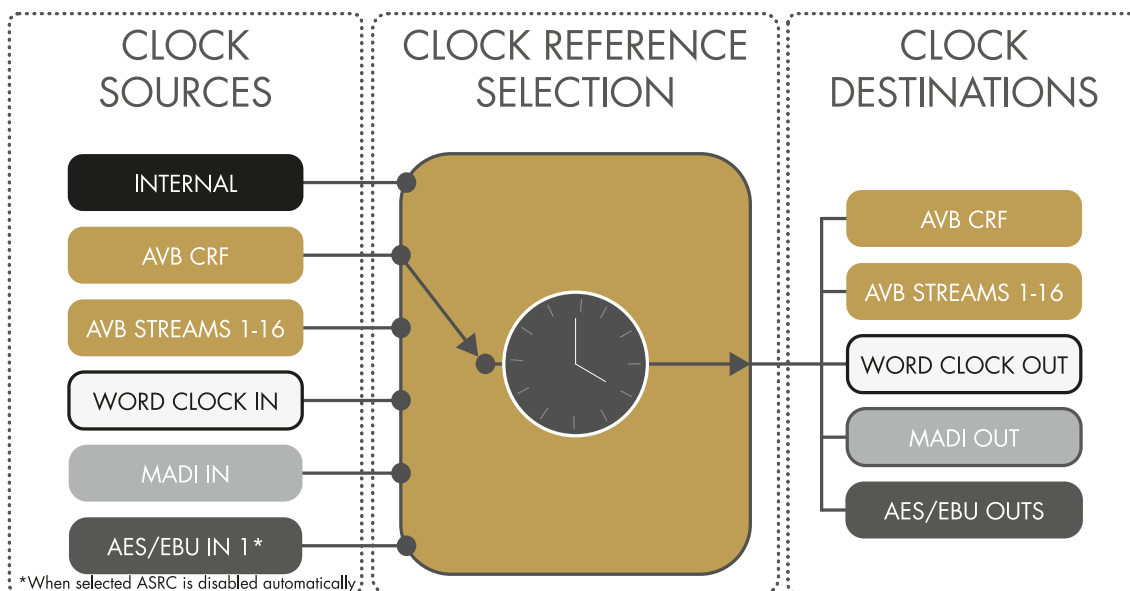 CLOCK
SOURCES
INTERNAL
AVB CRF
AVB STREAMS 1-16
WORD CLOCK IN
MADI IN
AES/EBU IN 1*
*When selected ASRC is disabled automatically
CLOCK REFERENCE
SELECTION
CLOCK
DESTINATIONS
AVB CRF
AVB STREAMS 1-16
WORD CLOCK OUT
MADI OUT
AES/EBU OUTS